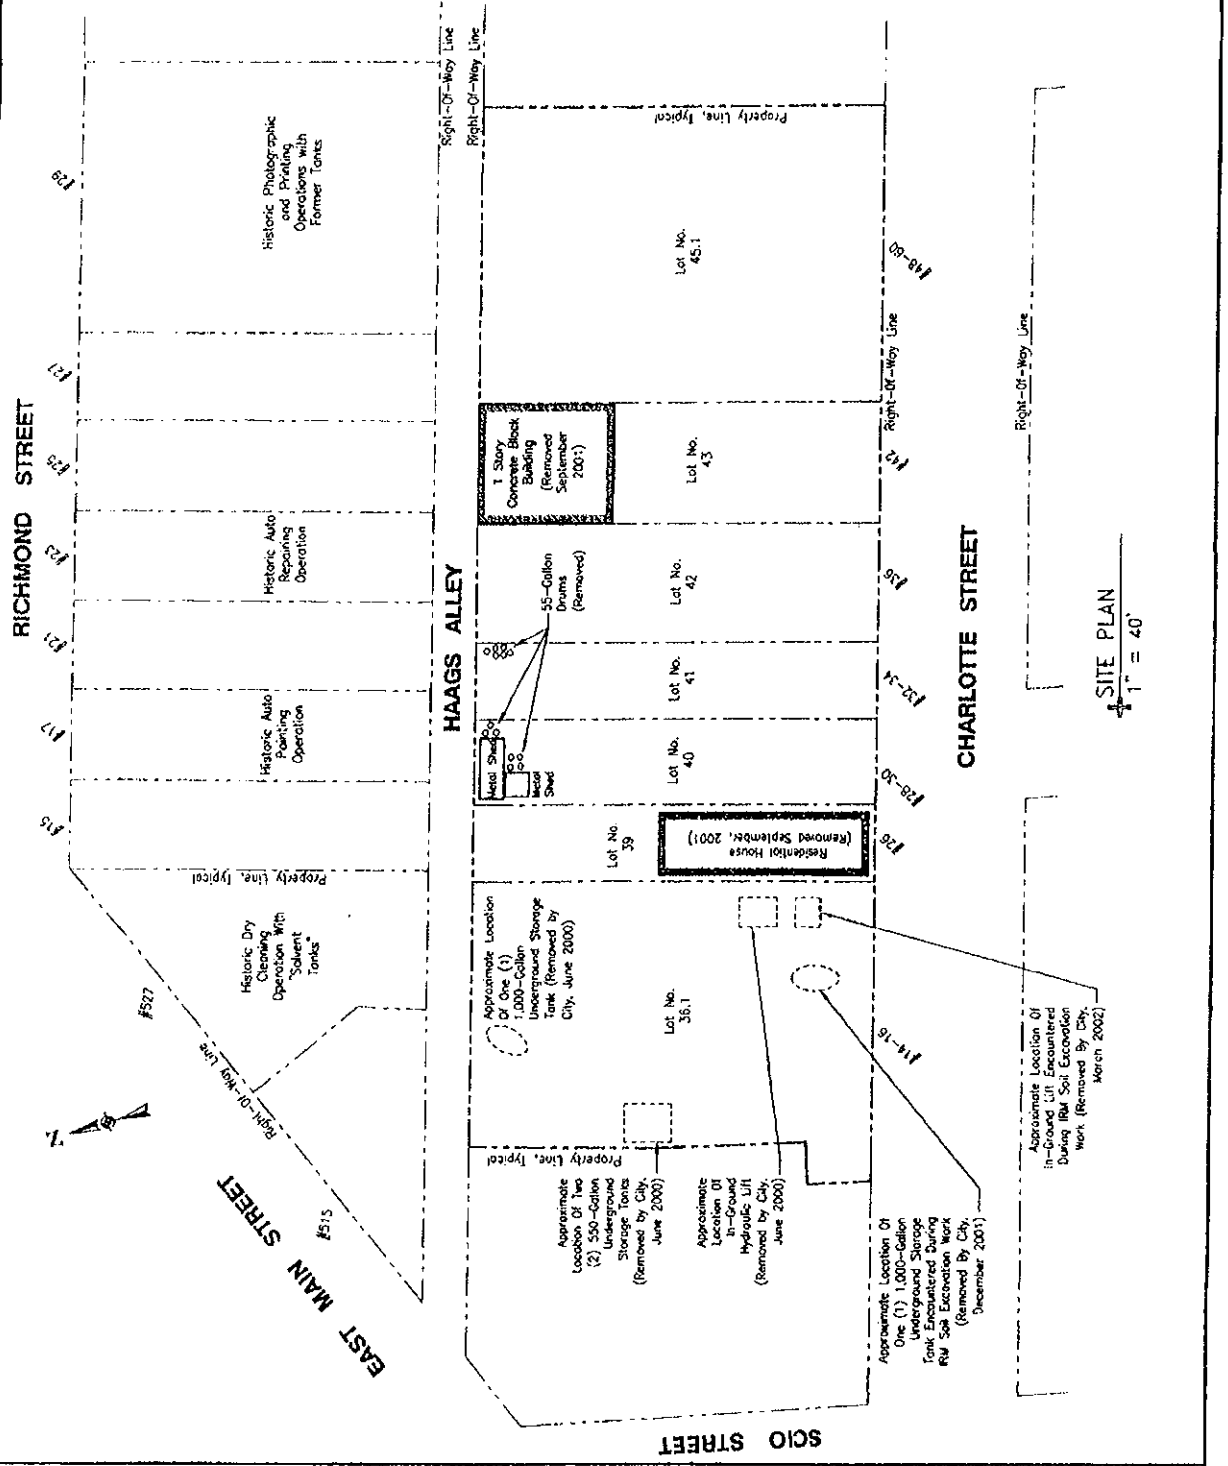 RICHMOND STREET
#29
#27
#25
#23
#21
#17
#15
Historic Photographic
and Printing
Operations with
Former Tanks
Historic Auto
Repairing
Operation
Historic Auto
Painting
Operation
Property Line, Typical
Historic Dry
Cleaning
Operation With
"Solvent
Tanks"
#527
Right-Of-Way Line
#515
EAST MAIN STREET
Right-Of-Way Line
Right-Of-Way Line
HAAGS ALLEY
Property Line, Typical
Lot No.
45.1
1 Story
Concrete Block
Building
(Removed
September
2001)
Lot No.
43
55-Gallon
Drums
(Removed)
Lot No.
42
Lot No.
41
Metal Shed
Metal
Shed
Lot No.
40
Lot No.
39
Residential House
(Removed September, 2001)
Approximate Location
Of One (1)
1,000-Gallon
Underground Storage
Tank (Removed by
City, June 2000)
Lot No.
36.1
Property Line, Typical
Approximate
Location Of Two
(2) 550-Gallon
Underground
Storage Tanks
(Removed by City,
June 2000)
Approximate
Location Of
In-Ground
Hydraulic Lift
(Removed by City,
June 2000)
Approximate Location Of
One (1) 1,000-Gallon
Underground Storage
Tank Encountered During
IRM Soil Excavation Work
(Removed By City,
December 2001)
Approximate Location Of
In-Ground Lift Encountered
During IRM Soil Excavation
Work (Removed By City,
March 2002)
#48-60
Right-Of-Way Line
#42
#36
#32-34
#28-30
#26
#14-16
Right-Of-Way Line
CHARLOTTE STREET
SCIO STREET
SITE PLAN
1" = 40'